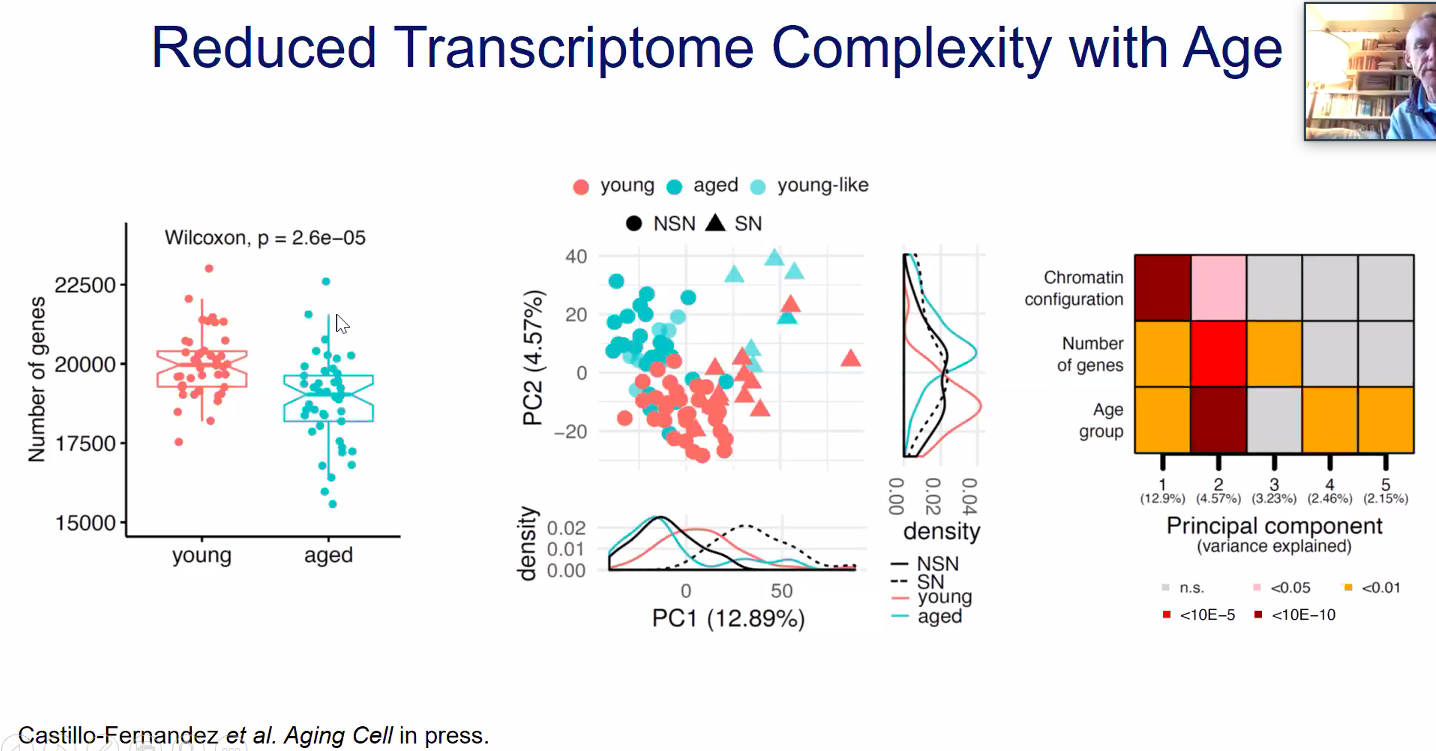 Reduced Transcriptome Complexity with Age
Wilcoxon, p = 2.6e−05
Number of genes
22500
20000
17500
15000
young
aged
young
aged
young-like
NSN
SN
PC2 (4.57%)
40
20
0
−20
density
0.02
0.01
0.00
0
50
PC1 (12.89%)
0.00
0.02
0.04
density
NSN
SN
young
aged
Chromatin
configuration
Number
of genes
Age
group
1
2
3
4
5
(12.9%)
(4.57%)
(3.23%)
(2.46%)
(2.15%)
Principal component
(variance explained)
n.s.
<0.05
<0.01
<10E−5
<10E−10
Castillo-Fernandez et al. Aging Cell in press.